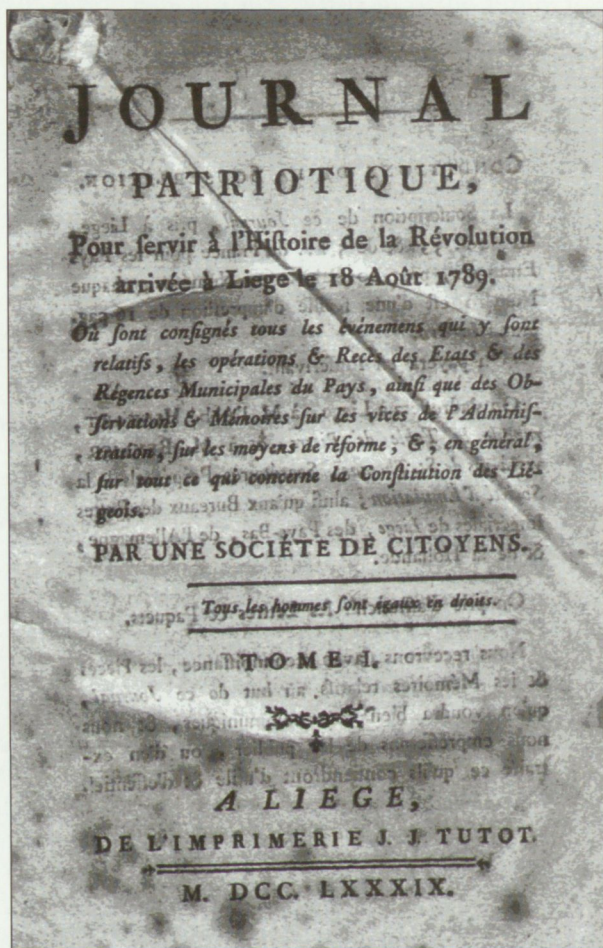 JOURNAL
PATRIOTIQUE,
Pour ſervir à l'Hiſtoire de la Révolution
arrivée à Liege le 18 Août 1789.
Où ſont conſignés tous les événemens qui y ſont
relatifs, les opérations & Recès des Etats & des
Régences Municipales du Pays, ainſi que des Ob-
ſervations & Mémoires ſur les vices de l'Adminiſ-
tration, ſur les moyens de réforme, &, en général,
ſur tout ce qui concerne la Conſtitution des Lié-
geois.
PAR UNE SOCIÉTÉ DE CITOYENS.
Tous les hommes ſont égaux en droits.
TOME I.
A LIEGE,
DE L'IMPRIMERIE J. J. TUTOT.
M. DCC. LXXXIX.